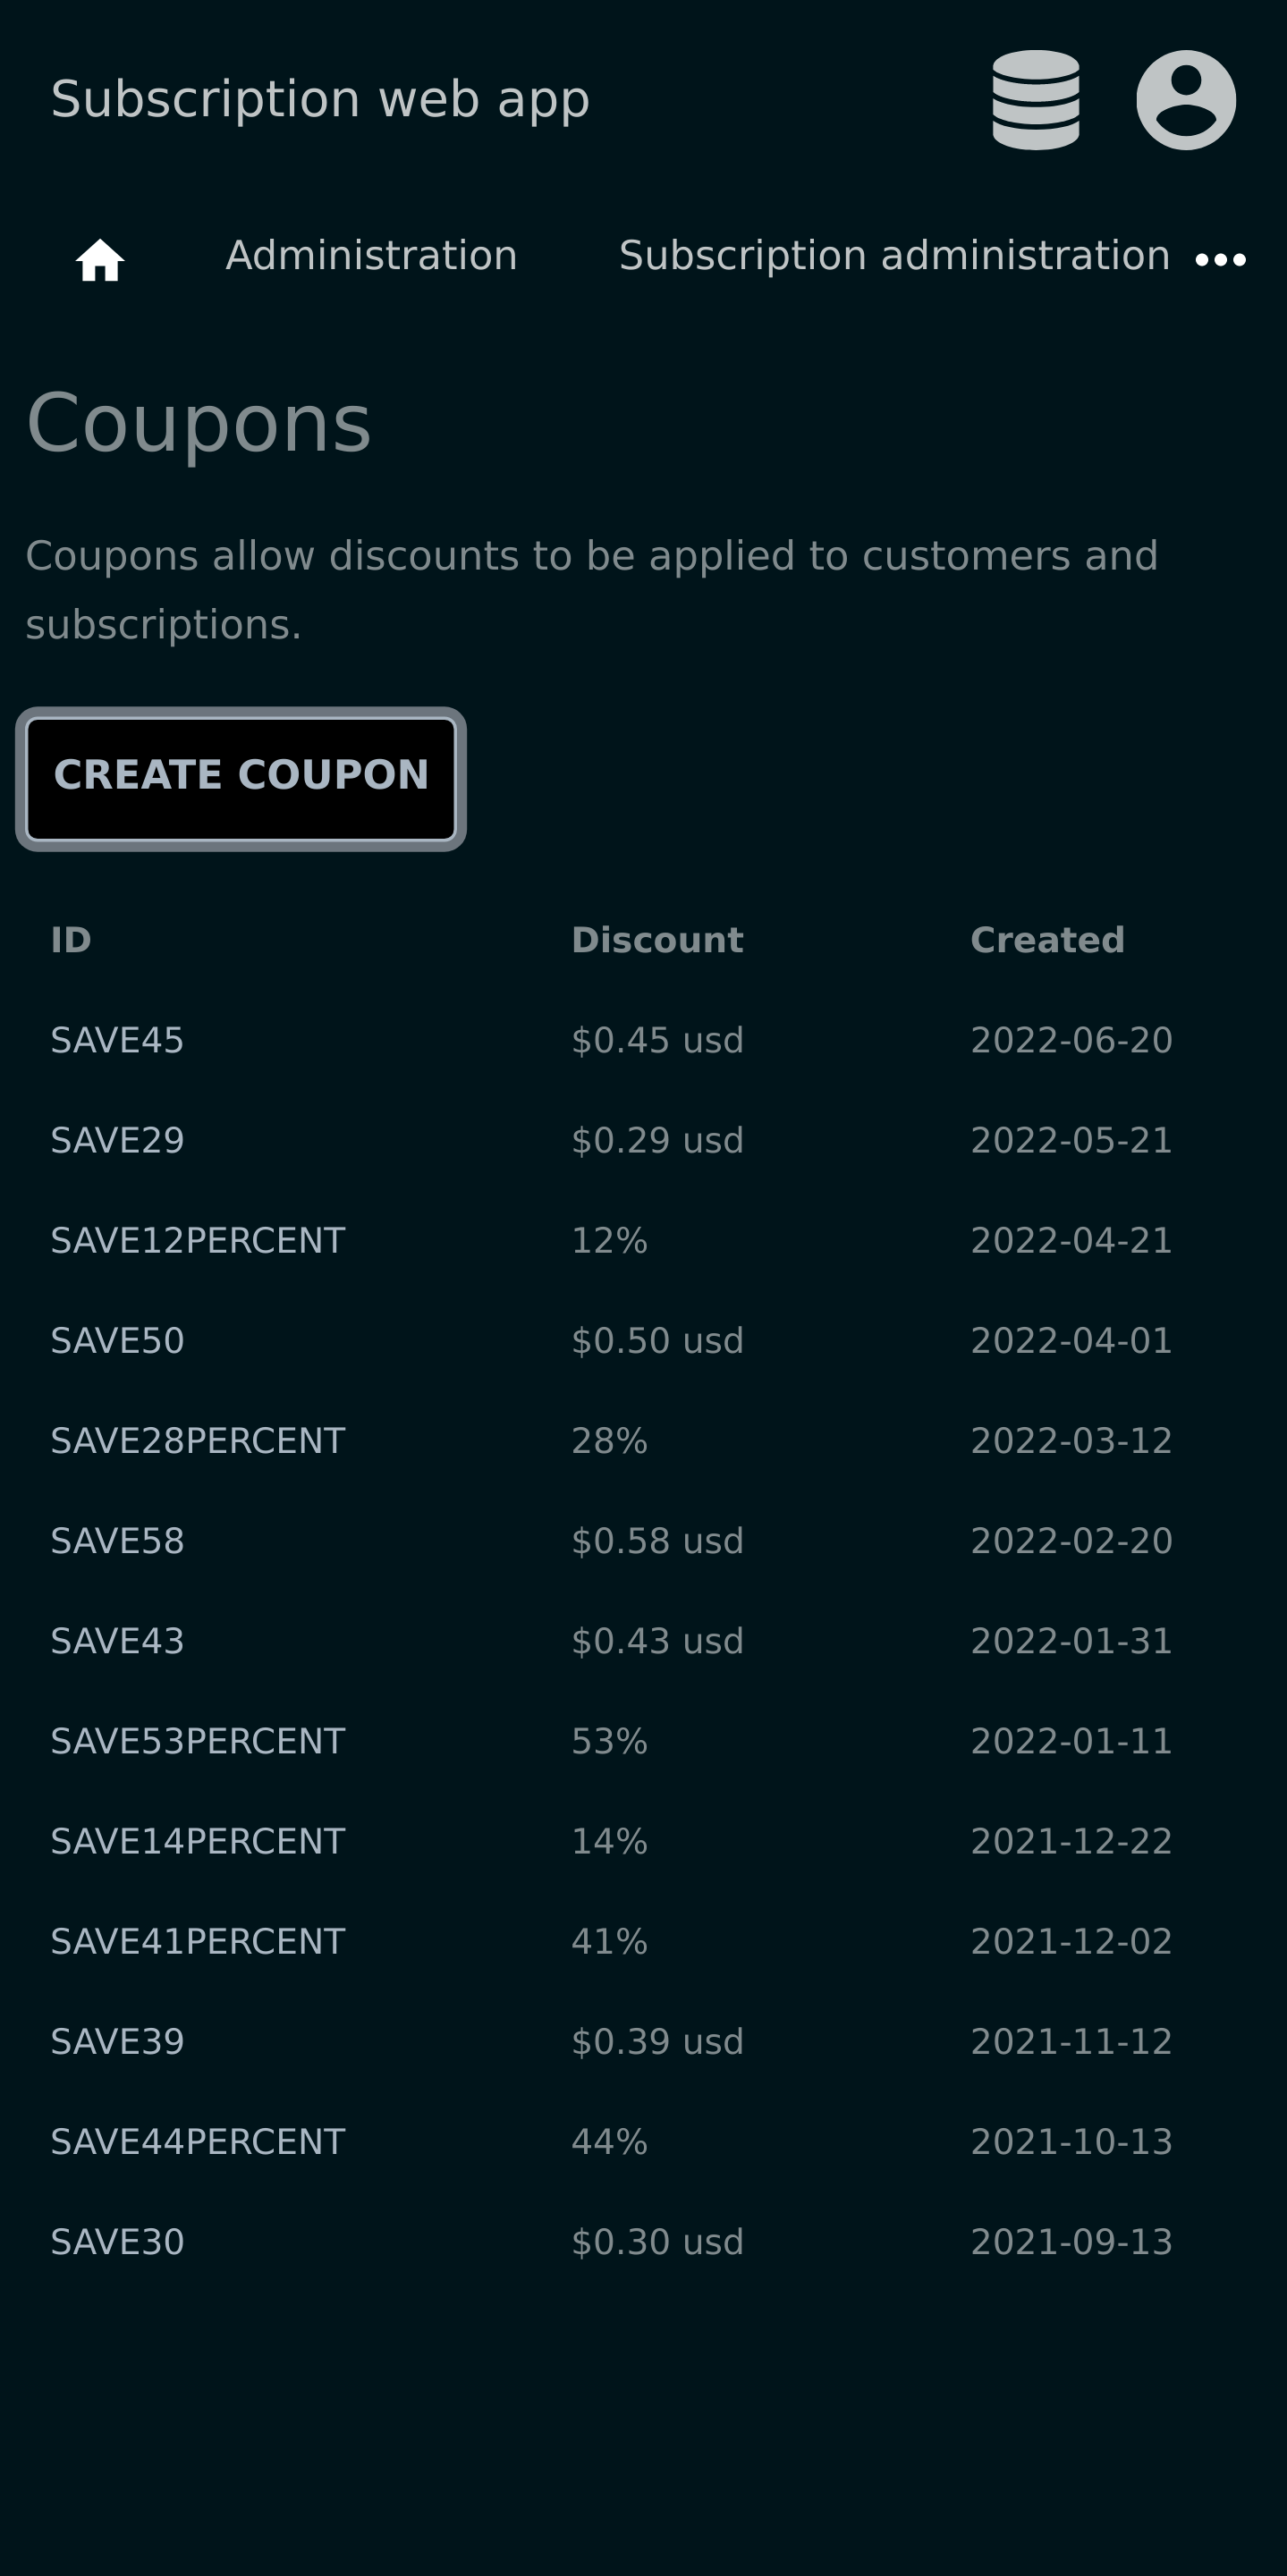 Subscription web app
Administration Subscription administration
Coupons
Coupons allow discounts to be applied to customers and
subscriptions.
CREATE COUPON
ID Discount Created
SAVE45 $0.45 usd 2022-06-20
SAVE29 $0.29 usd 2022-05-21
SAVE12PERCENT 12% 2022-04-21
SAVE50 $0.50 usd 2022-04-01
SAVE28PERCENT 28% 2022-03-12
SAVE58 $0.58 usd 2022-02-20
SAVE43 $0.43 usd 2022-01-31
SAVE53PERCENT 53% 2022-01-11
SAVE14PERCENT 14% 2021-12-22
SAVE41PERCENT 41% 2021-12-02
SAVE39 $0.39 usd 2021-11-12
SAVE44PERCENT 44% 2021-10-13
SAVE30 $0.30 usd 2021-09-13